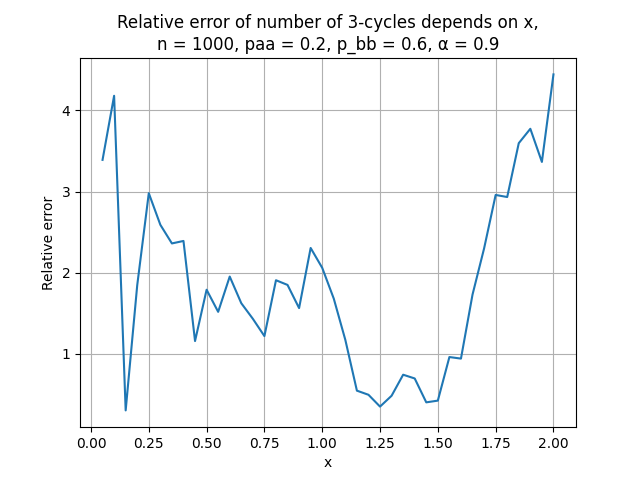 Relative error of number of 3-cycles depends on x,
n = 1000, paa = 0.2, p_bb = 0.6, α = 0.9
4
3
2
1
Relative error
0.00 0.25 0.50 0.75 1.00 1.25 1.50 1.75 2.00
x